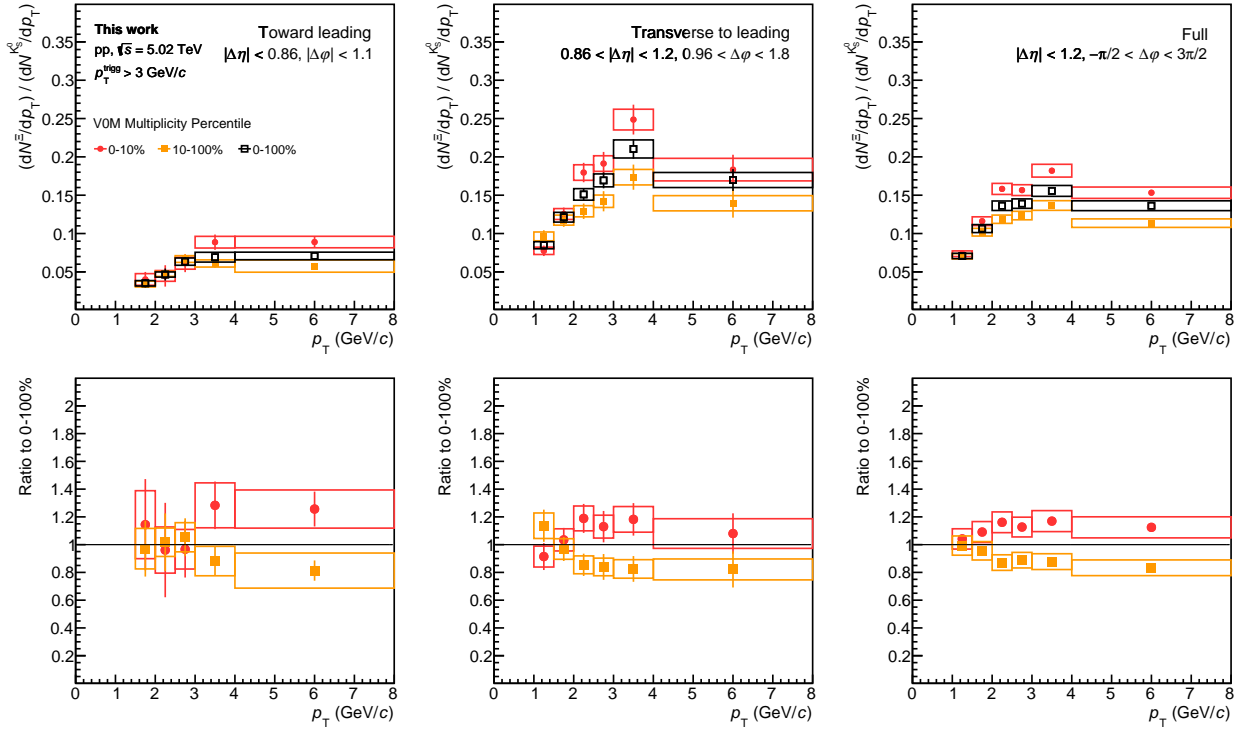 This work
pp, √s = 5.02 TeV
p_T^trigg > 3 GeV/c
Toward leading
|Δη| < 0.86, |Δφ| < 1.1
V0M Multiplicity Percentile
0-10% 10-100% 0-100%
(dN^Ξ/dp_T) / (dN^{K^0_S}/dp_T)
0.35
0.3
0.25
0.2
0.15
0.1
0.05
0 1 2 3 4 5 6 7 8
p_T (GeV/c)
Transverse to leading
0.86 < |Δη| < 1.2, 0.96 < Δφ < 1.8
(dN^Ξ/dp_T) / (dN^{K^0_S}/dp_T)
0.35
0.3
0.25
0.2
0.15
0.1
0.05
0 1 2 3 4 5 6 7 8
p_T (GeV/c)
Full
|Δη| < 1.2, −π/2 < Δφ < 3π/2
(dN^Ξ/dp_T) / (dN^{K^0_S}/dp_T)
0.35
0.3
0.25
0.2
0.15
0.1
0.05
0 1 2 3 4 5 6 7 8
p_T (GeV/c)
Ratio to 0-100%
2
1.8
1.6
1.4
1.2
1
0.8
0.6
0.4
0.2
0 1 2 3 4 5 6 7 8
p_T (GeV/c)
Ratio to 0-100%
2
1.8
1.6
1.4
1.2
1
0.8
0.6
0.4
0.2
0 1 2 3 4 5 6 7 8
p_T (GeV/c)
Ratio to 0-100%
2
1.8
1.6
1.4
1.2
1
0.8
0.6
0.4
0.2
0 1 2 3 4 5 6 7 8
p_T (GeV/c)